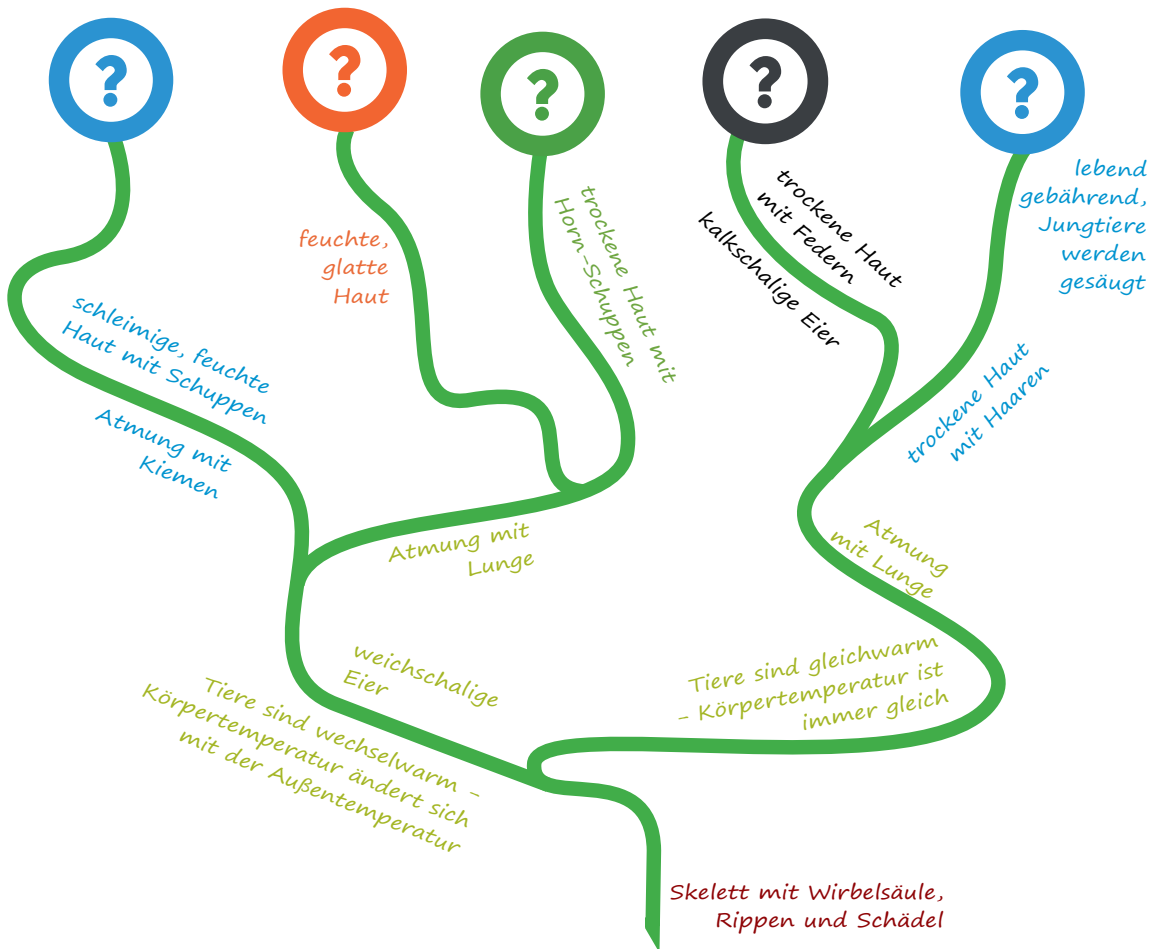 ?
?
?
?
?
lebend
gebährend,
Jungtiere
werden
gesäugt
trockene Haut
mit Federn
kalkschalige Eier
trockene Haut mit
Horn-Schuppen
feuchte,
glatte
Haut
schleimige, feuchte
Haut mit Schuppen
Atmung mit
Kiemen
trockene Haut
mit Haaren
Atmung mit
Lunge
Atmung
mit Lunge
weichschalige
Eier
Tiere sind gleichwarm
- Körpertemperatur ist
immer gleich
Tiere sind wechselwarm -
Körpertemperatur ändert sich
mit der Außentemperatur
Skelett mit Wirbelsäule,
Rippen und Schädel